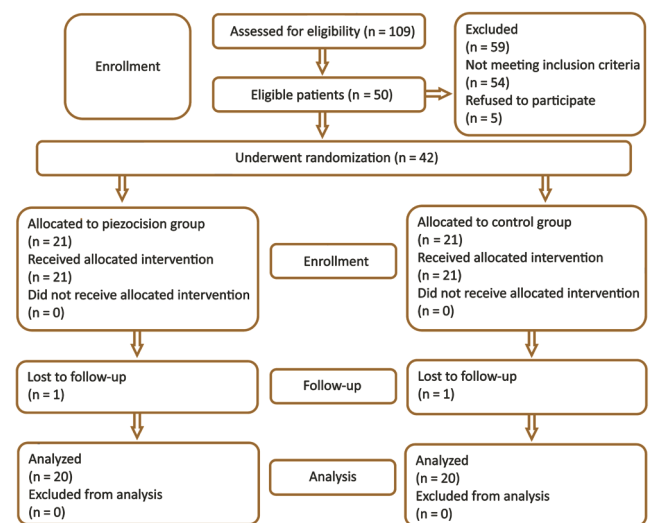 Assessed for eligibility (n = 109)
Enrollment
Excluded
(n = 59)
Not meeting inclusion criteria
(n = 54)
Refused to participate
(n = 5)
Eligible patients (n = 50)
Underwent randomization (n = 42)
Allocated to piezocision group
(n = 21)
Received allocated intervention
(n = 21)
Did not receive allocated intervention
(n = 0)
Enrollment
Allocated to control group
(n = 21)
Received allocated intervention
(n = 21)
Did not receive allocated intervention
(n = 0)
Lost to follow-up
(n = 1)
Follow-up
Lost to follow-up
(n = 1)
Analyzed
(n = 20)
Excluded from analysis
(n = 0)
Analysis
Analyzed
(n = 20)
Excluded from analysis
(n = 0)